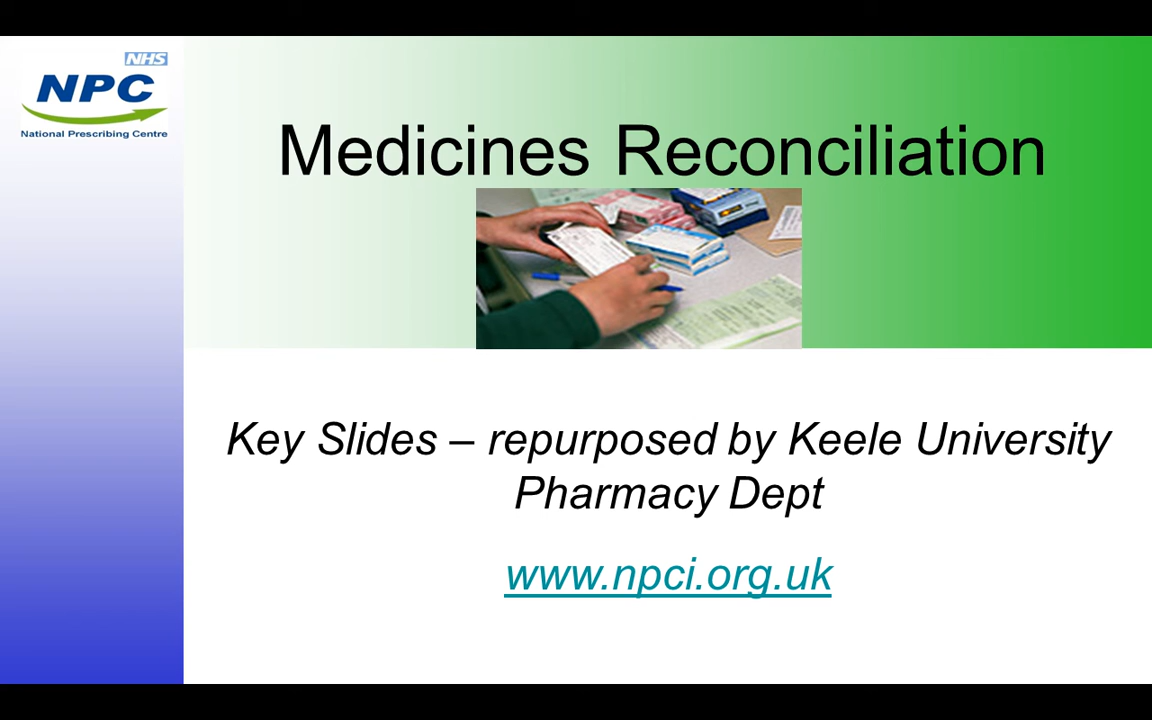 NHS
NPC
National Prescribing Centre
Medicines Reconciliation
Key Slides – repurposed by Keele University
Pharmacy Dept
www.npci.org.uk